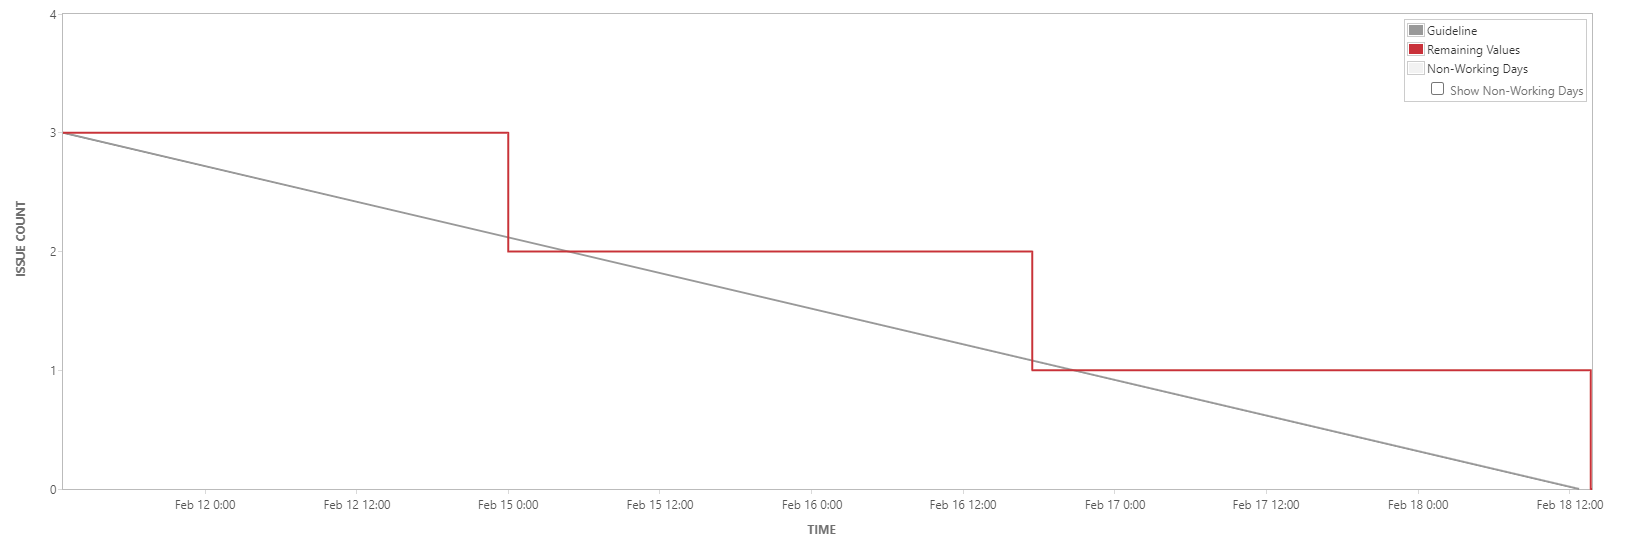 4
Guideline
Remaining Values
Non-Working Days
Show Non-Working Days
3
ISSUE COUNT
2
1
0
Feb 12 0:00
Feb 12 12:00
Feb 15 0:00
Feb 15 12:00
Feb 16 0:00
Feb 16 12:00
Feb 17 0:00
Feb 17 12:00
Feb 18 0:00
Feb 18 12:00
TIME